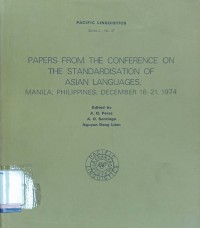 PACIFIC LINGUISTICS
PAPERS FROM THE CONFERENCE ON
THE STANDARDISATION OF
ASIAN LANGUAGES,
MANILA, PHILIPPINES, DECEMBER 16-21, 1974
Edited by
A. Q. Perez
A. O. Santiago
Nguyen Dang Liem